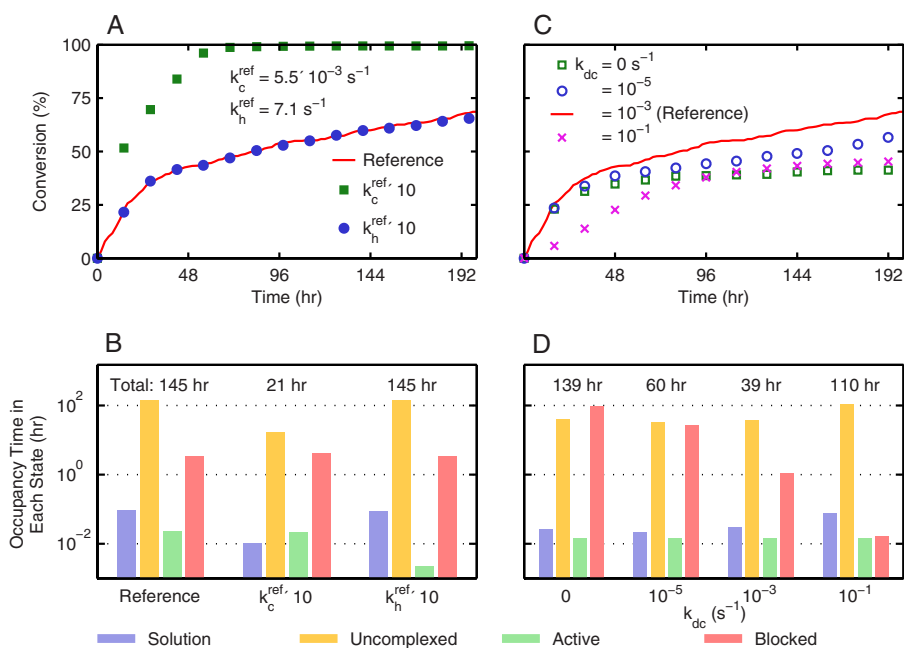 A
C
100
75
50
25
0
Conversion (%)
k_c^ref = 5.5´ 10^−3 s^−1
k_h^ref = 7.1 s^−1
Reference
k_c^ref´ 10
k_h^ref´ 10
0 48 96 144 192
Time (hr)
k_dc = 0 s^−1
= 10^−5
= 10^−3 (Reference)
= 10^−1
0 48 96 144 192
Time (hr)
B
D
Occupancy Time in
Each State (hr)
10^2
10^0
10^−2
Total: 145 hr 21 hr 145 hr
Reference k_c^ref´ 10 k_h^ref´ 10
139 hr 60 hr 39 hr 110 hr
0 10^−5 10^−3 10^−1
k_dc (s^−1)
Solution Uncomplexed Active Blocked